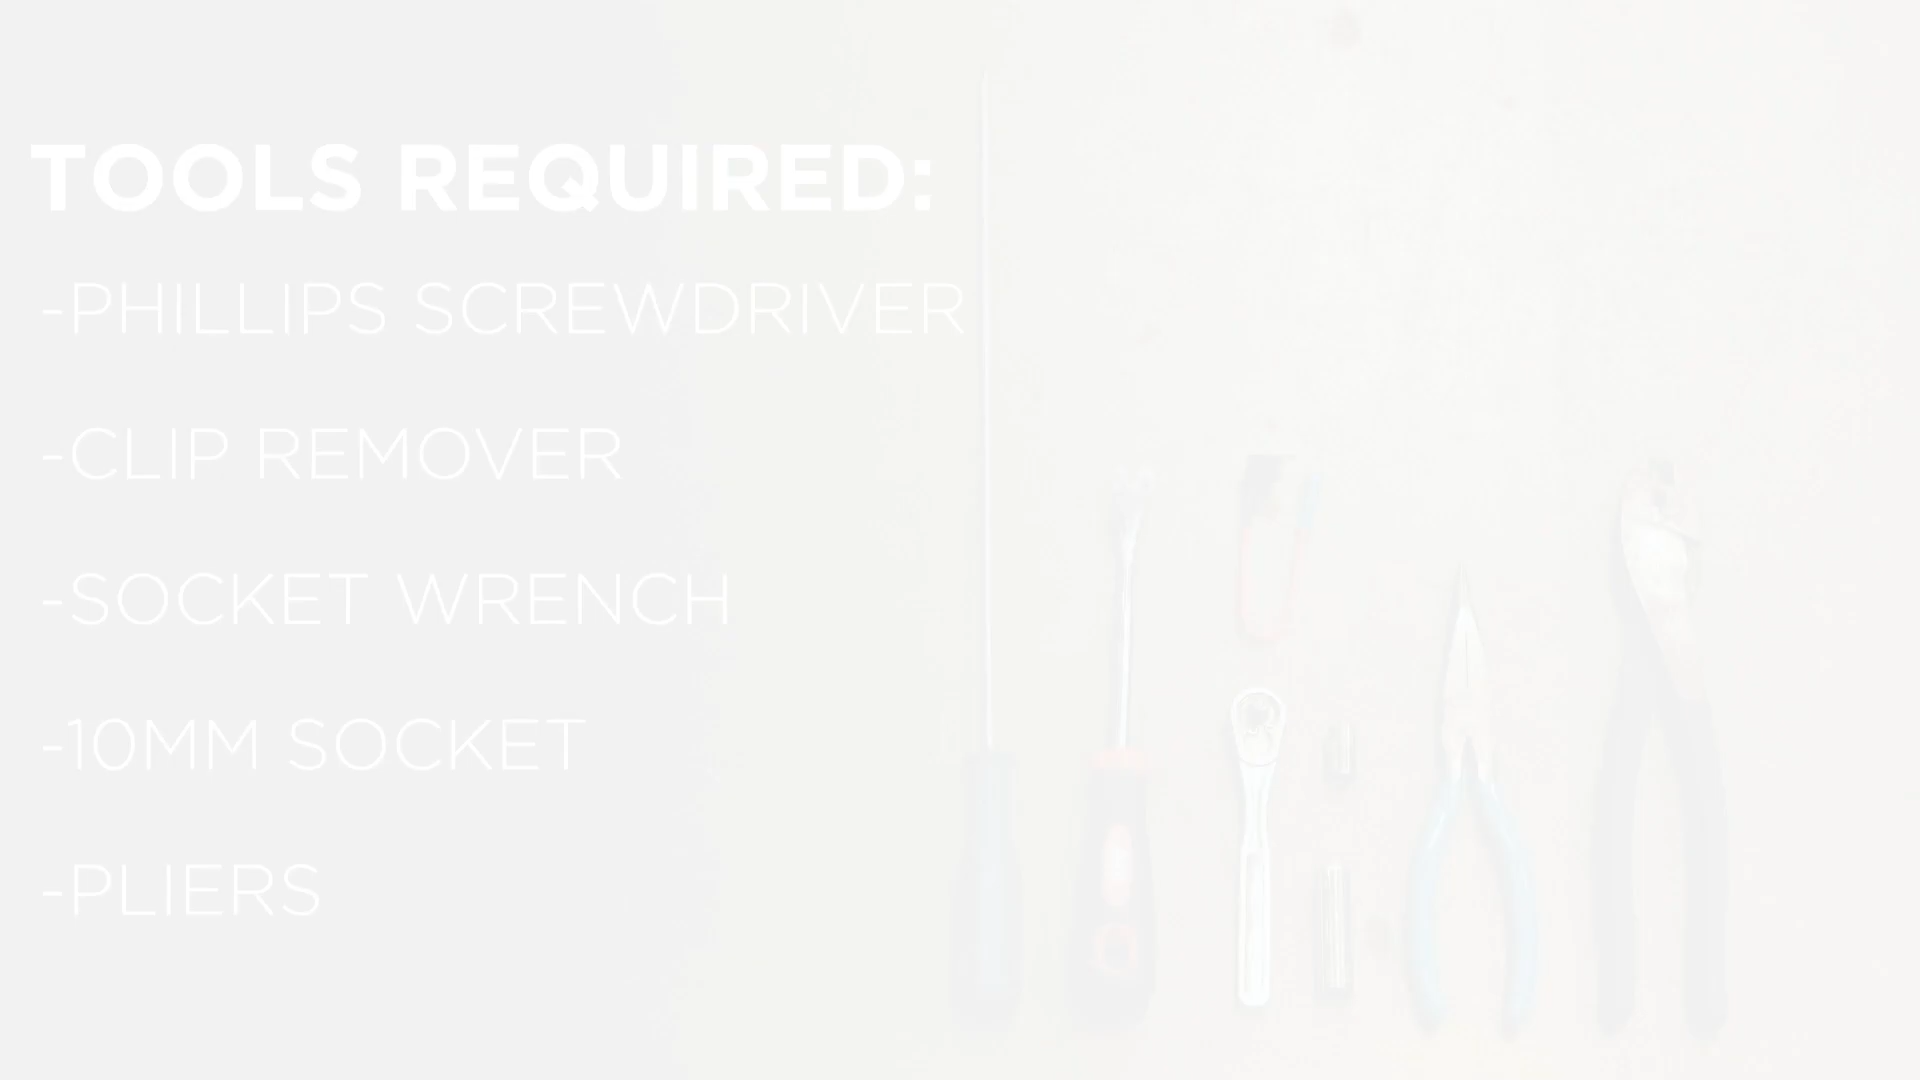 TOOLS REQUIRED:
-PHILLIPS SCREWDRIVER
-CLIP REMOVER
-SOCKET WRENCH
-10MM SOCKET
-PLIERS